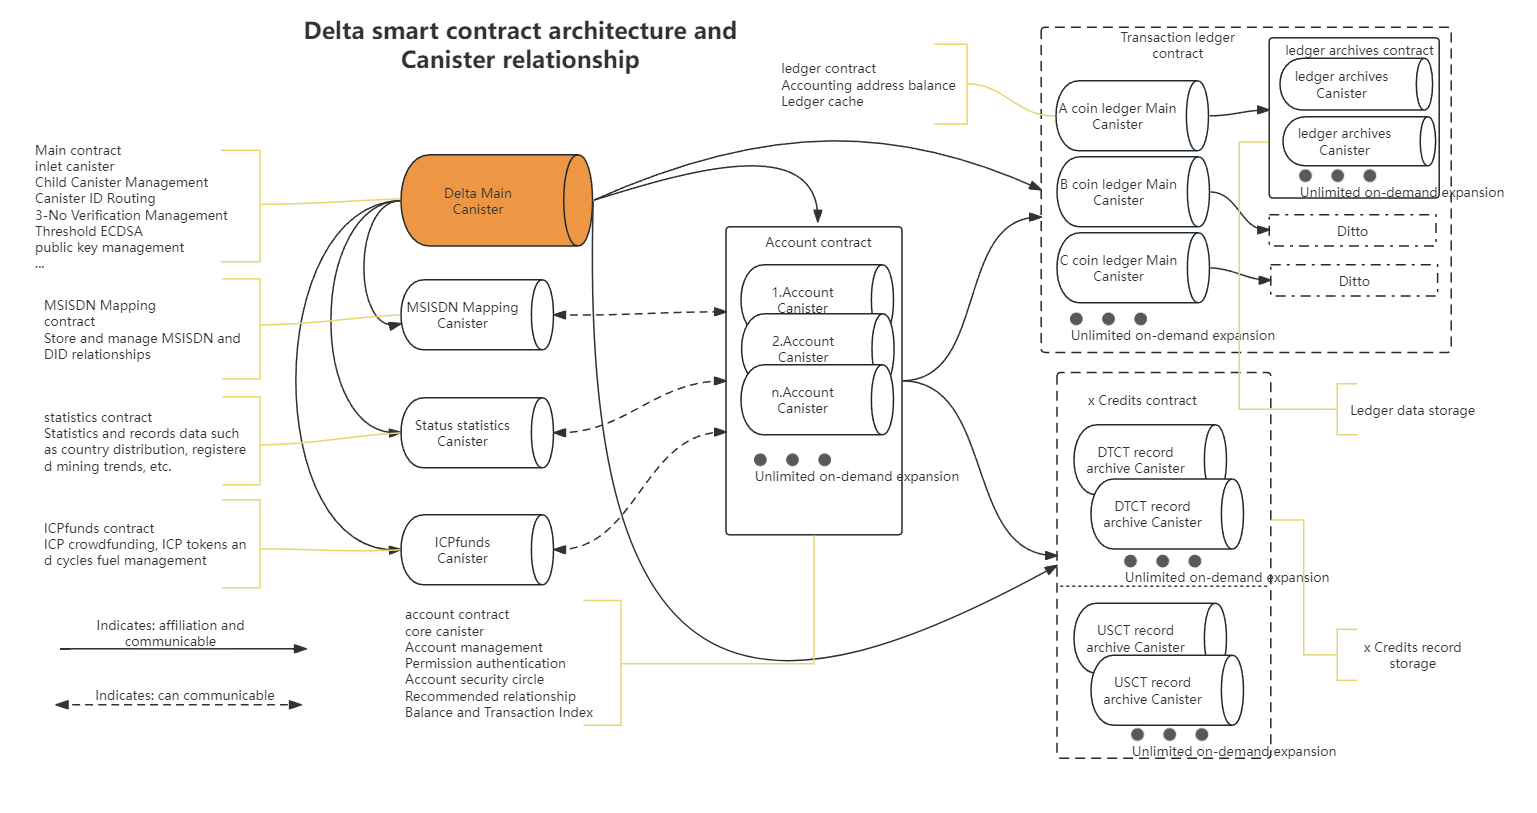 Delta smart contract architecture and
Canister relationship
Main contract
inlet canister
Child Canister Management
Canister ID Routing
3-No Verification Management
Threshold ECDSA
public key management
...
MSISDN Mapping
contract
Store and manage MSISDN and
DID relationships
statistics contract
Statistics and records data such
as country distribution, registere
d mining trends, etc.
ICPfunds contract
ICP crowdfunding, ICP tokens an
d cycles fuel management
Indicates: affiliation and
communicable
Indicates: can communicable
Delta Main
Canister
MSISDN Mapping
Canister
Status statistics
Canister
ICPfunds
Canister
account contract
core canister
Account management
Permission authentication
Account security circle
Recommended relationship
Balance and Transaction Index
Account contract
1.Account
Canister
2.Account
Canister
n.Account
Canister
Unlimited on-demand expansion
ledger contract
Accounting address balance
Ledger cache
Transaction ledger
contract
A coin ledger Main
Canister
B coin ledger Main
Canister
C coin ledger Main
Canister
Unlimited on-demand expansion
ledger archives contract
ledger archives
Canister
ledger archives
Canister
Unlimited on-demand expansion
Ditto
Ditto
Ledger data storage
x Credits contract
DTCT record
archive Canister
DTCT record
archive Canister
Unlimited on-demand expansion
USCT record
archive Canister
USCT record
archive Canister
Unlimited on-demand expansion
x Credits record
storage